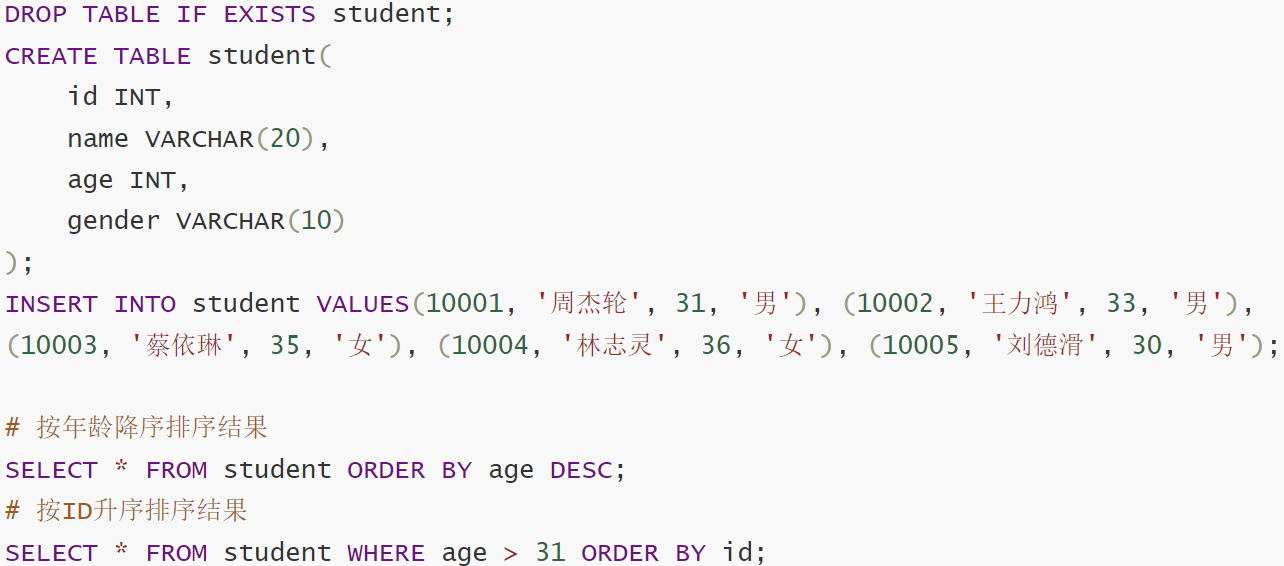 DROP TABLE IF EXISTS student;
CREATE TABLE student(
    id INT,
    name VARCHAR(20),
    age INT,
    gender VARCHAR(10)
);
INSERT INTO student VALUES(10001, '周杰轮', 31, '男'), (10002, '王力鸿', 33, '男'),
(10003, '蔡依琳', 35, '女'), (10004, '林志灵', 36, '女'), (10005, '刘德滑', 30, '男');
# 按年龄降序排序结果
SELECT * FROM student ORDER BY age DESC;
# 按ID升序排序结果
SELECT * FROM student WHERE age > 31 ORDER BY id;